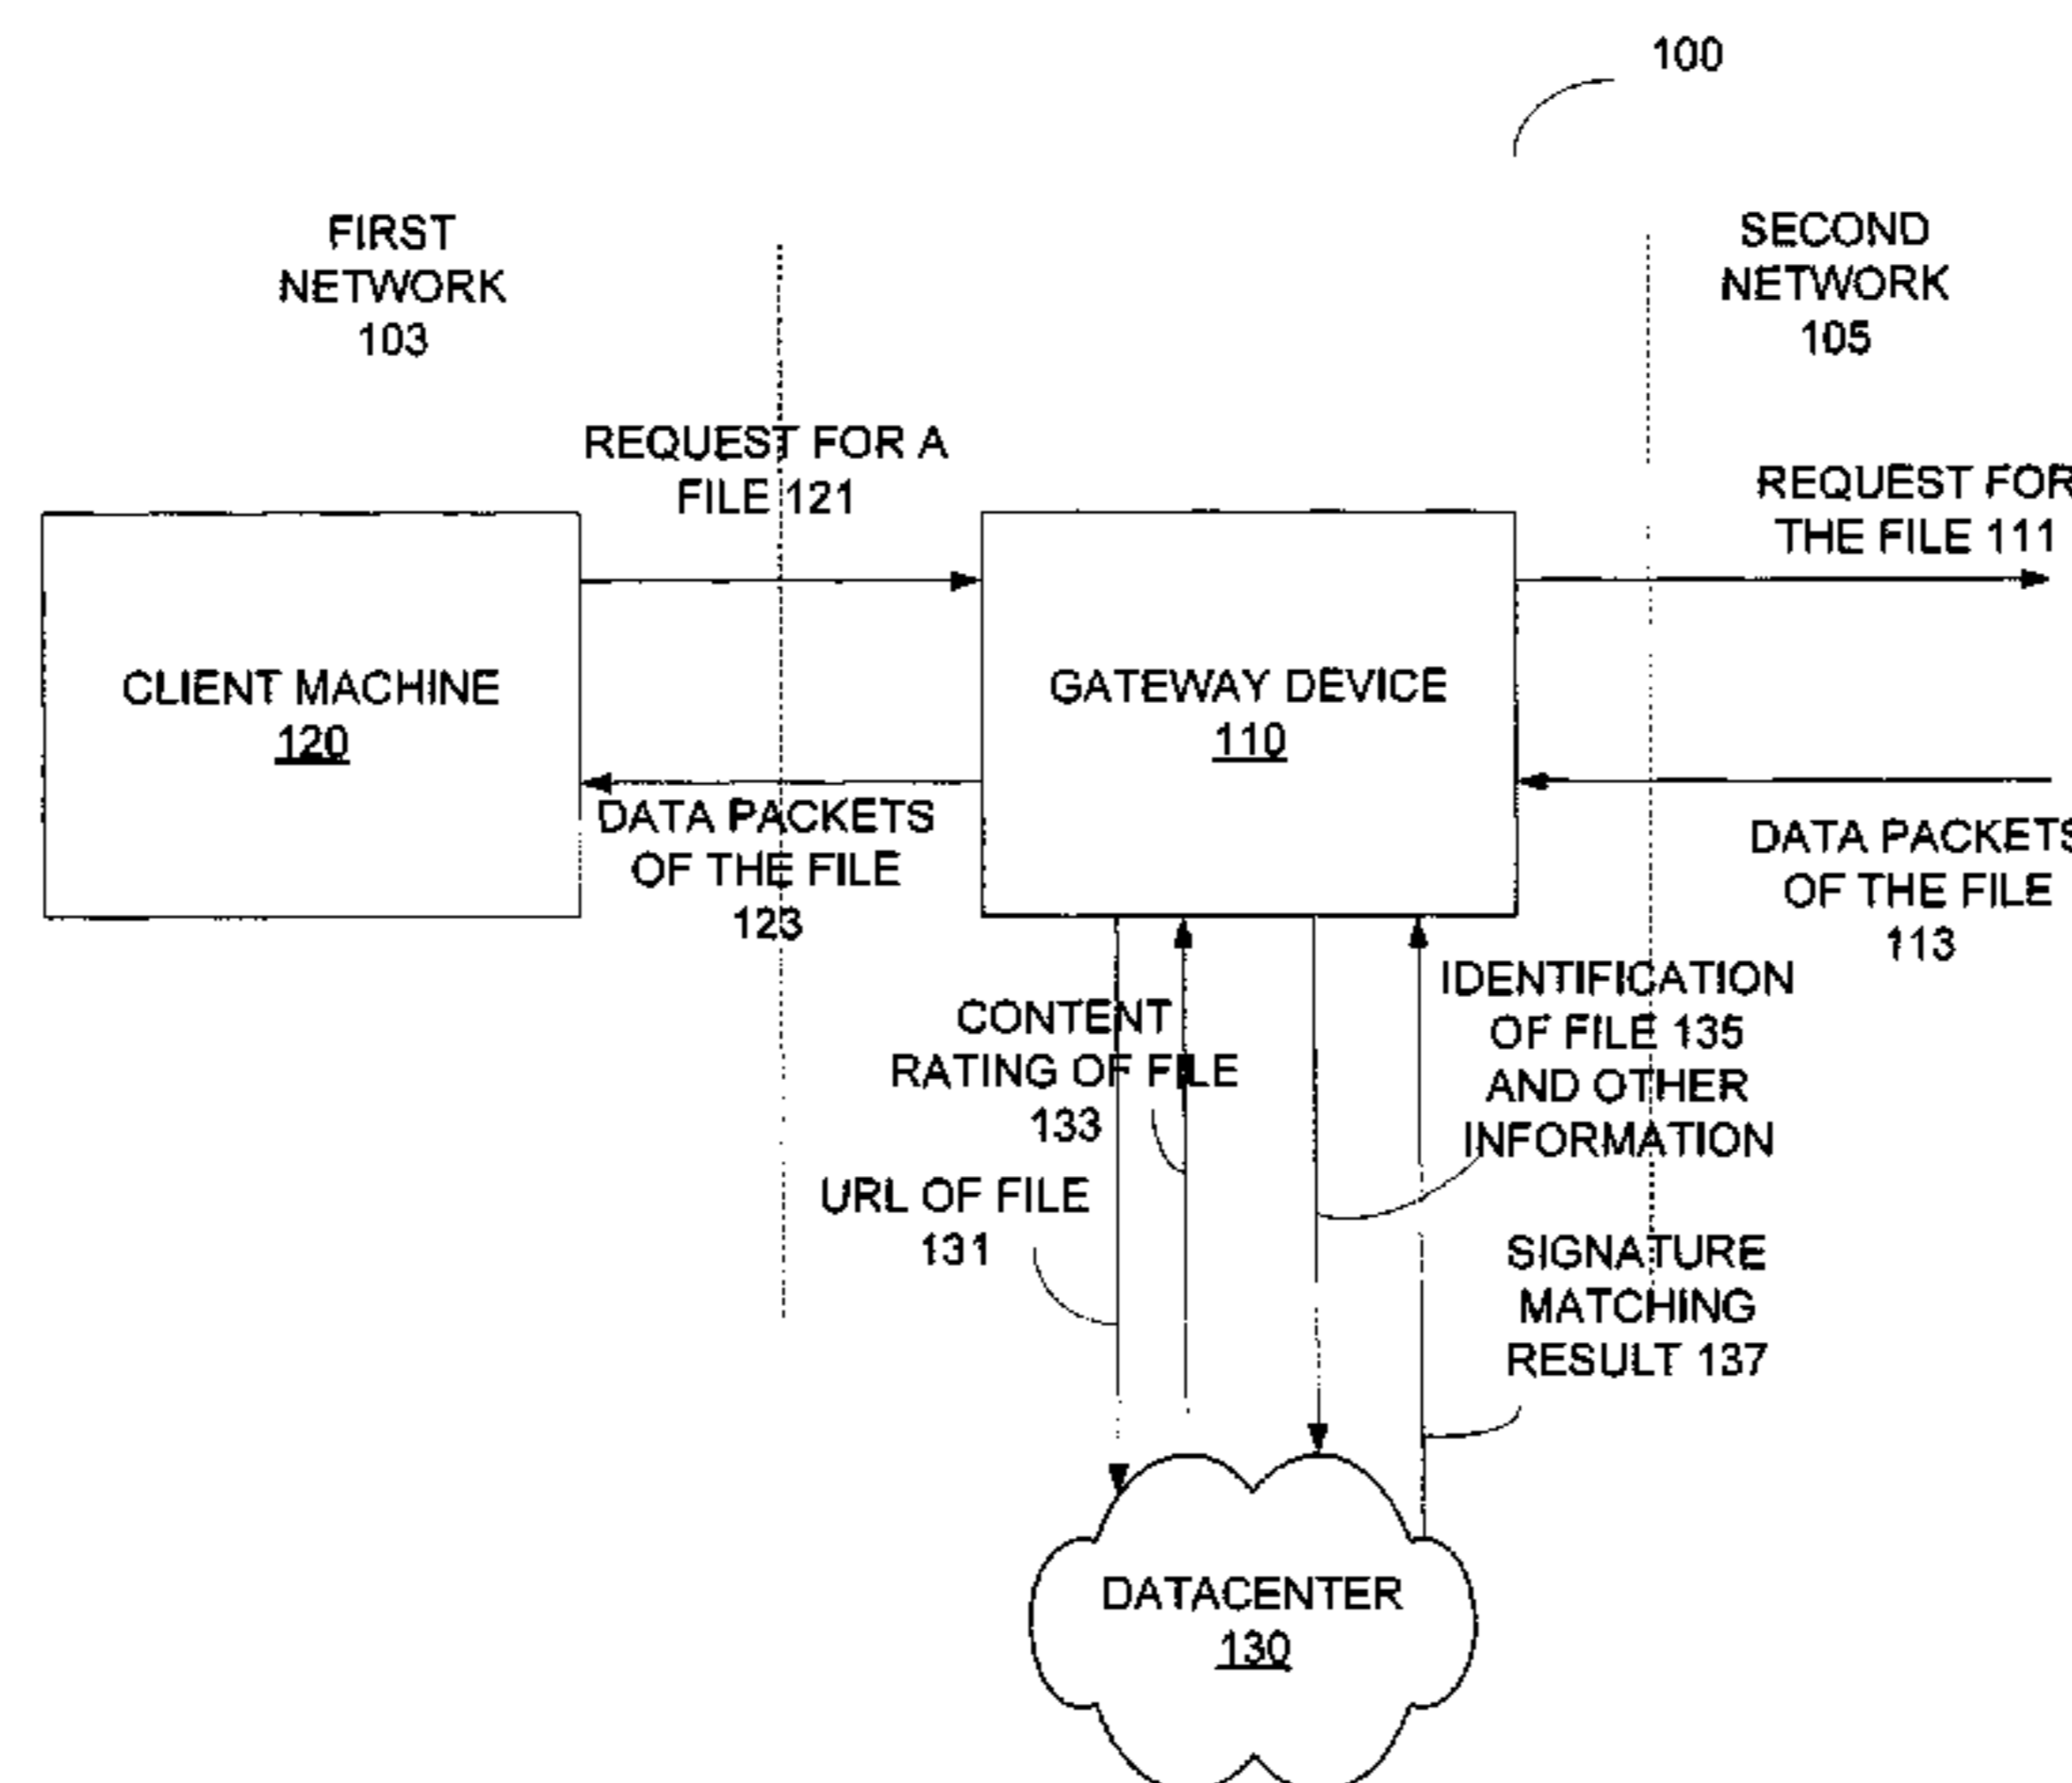 100
FIRST
NETWORK
103
SECOND
NETWORK
105
REQUEST FOR A
FILE 121
REQUEST FOR
THE FILE 111
CLIENT MACHINE
120
GATEWAY DEVICE
110
DATA PACKETS
OF THE FILE
123
DATA PACKETS
OF THE FILE
113
CONTENT
RATING OF FILE
133
IDENTIFICATION
OF FILE 135
AND OTHER
INFORMATION
URL OF FILE
131
SIGNATURE
MATCHING
RESULT 137
DATACENTER
130